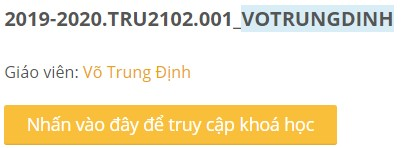 2019-2020.TRU2102.001_VOTRUNGDINH
Giáo viên: Võ Trung Định
Nhấn vào đây để truy cập khoá học